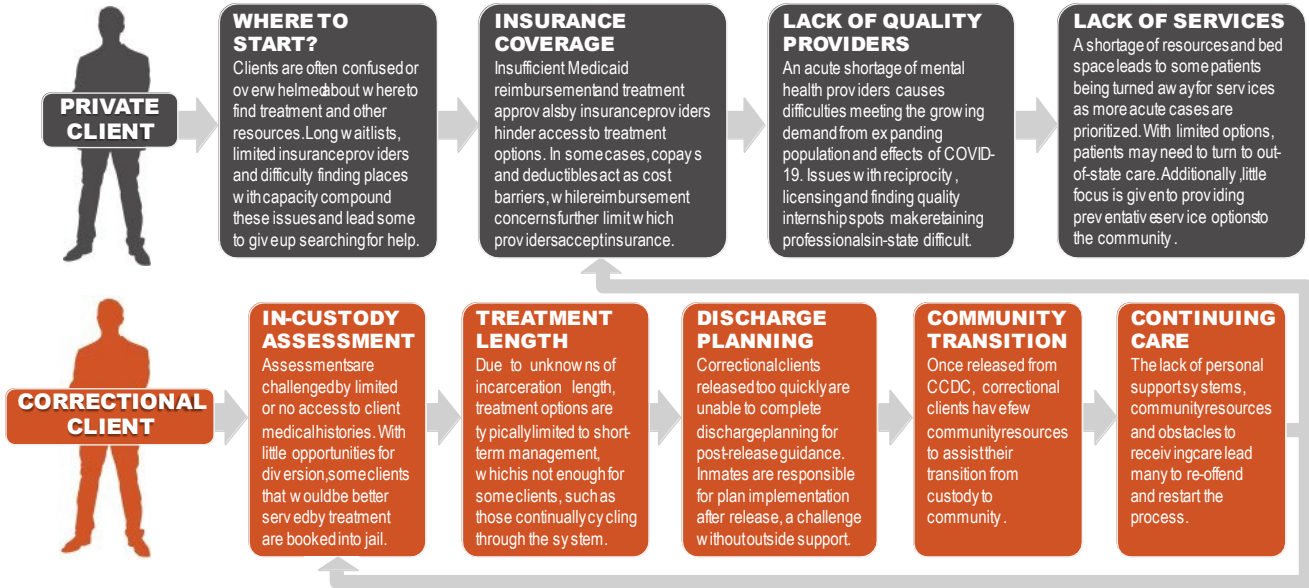 PRIVATE
CLIENT
WHERE TO
START?
Clients are often confused or
overwhelmed about where to
find treatment and other
resources. Long waitlists,
limited insurance providers
and difficulty finding places
with capacity compound
these issues and lead some
to give up searching for help.
INSURANCE
COVERAGE
Insufficient Medicaid
reimbursement and treatment
approvals by insurance providers
hinder access to treatment
options. In some cases, copays
and deductibles act as cost
barriers, while reimbursement
concerns further limit which
providers accept insurance.
LACK OF QUALITY
PROVIDERS
An acute shortage of mental
health providers causes
difficulties meeting the growing
demand from expanding
population and effects of COVID-
19. Issues with reciprocity,
licensing and finding quality
internship spots make retaining
professionals in-state difficult.
LACK OF SERVICES
A shortage of resources and bed
space leads to some patients
being turned away for services
as more acute cases are
prioritized. With limited options,
patients may need to turn to out-
of-state care. Additionally, little
focus is given to providing
preventative service options to
the community.
CORRECTIONAL
CLIENT
IN-CUSTODY
ASSESSMENT
Assessments are
challenged by limited
or no access to client
medical histories. With
little opportunities for
diversion, some clients
that would be better
served by treatment
are booked into jail.
TREATMENT
LENGTH
Due to unknowns of
incarceration length,
treatment options are
typically limited to short-
term management,
which is not enough for
some clients, such as
those continually cycling
through the system.
DISCHARGE
PLANNING
Correctional clients
released too quickly are
unable to complete
discharge planning for
post-release guidance.
Inmates are responsible
for plan implementation
after release, a challenge
without outside support.
COMMUNITY
TRANSITION
Once released from
CCDC, correctional
clients have few
community resources
to assist their
transition from
custody to
community.
CONTINUING
CARE
The lack of personal
support systems,
community resources
and obstacles to
receiving care lead
many to re-offend
and restart the
process.